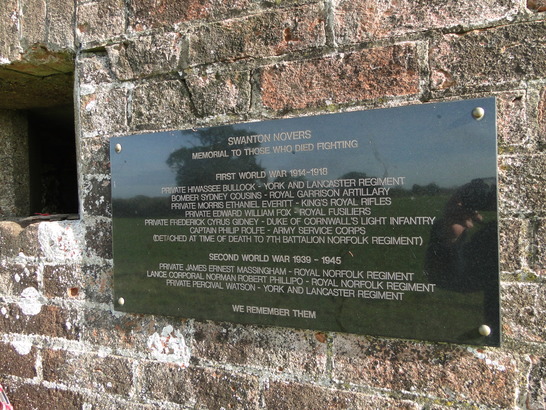 SWANTON NOVERS
MEMORIAL TO THOSE WHO DIED FIGHTING
FIRST WORLD WAR 1914-1918
PRIVATE HWASSEE BULLOCK - YORK AND LANCASTER REGIMENT
BOMBER SYDNEY COUSINS - ROYAL GARRISON ARTILLARY
PRIVATE MORRIS ETHANIEL EVERITT - KING'S ROYAL RIFLES
PRIVATE EDWARD WILLIAM FOX - ROYAL FUSILIERS
PRIVATE FREDERICK CYRUS GIDNEY - DUKE OF CORNWALL'S LIGHT INFANTRY
CAPTAIN PHILIP ROLFE - ARMY SERVICE CORPS
(DETCHED AT TIME OF DEATH TO 7TH BATTALION NORFOLK REGIMENT)
SECOND WORLD WAR 1939 - 1945
PRIVATE JAMES ERNEST MASSINGHAM - ROYAL NORFOLK REGIMENT
LANCE CORPORAL NORMAN ROBERT PHILLIPO - ROYAL NORFOLK REGIMENT
PRIVATE PERCIVAL WATSON - YORK AND LANCASTER REGIMENT
WE REMEMBER THEM